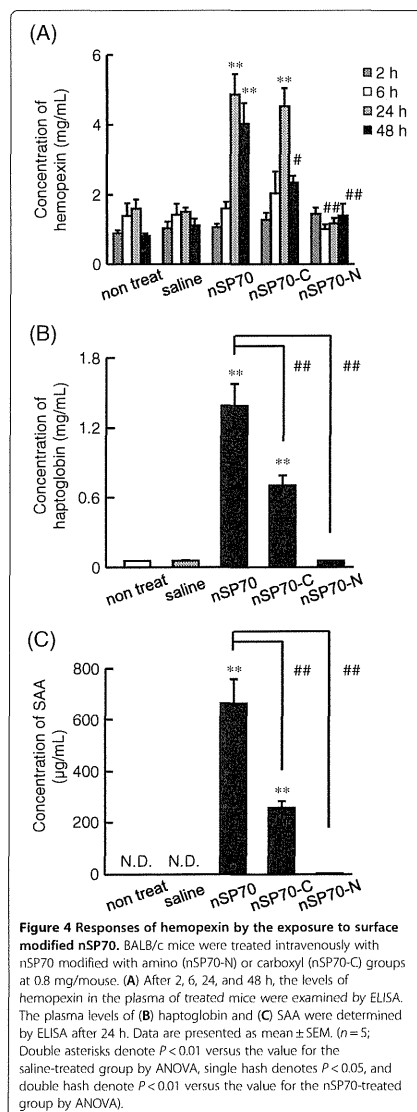 (A)
Concentration of
hemopexin (mg/mL)
6
4
2
0
2 h
6 h
24 h
48 h
**
**
**
#
##
##
non treat
saline
nSP70
nSP70-C
nSP70-N
(B)
Concentration of
haptoglobin (mg/mL)
1.8
1.2
0.6
0
**
##
##
**
non treat
saline
nSP70
nSP70-C
nSP70-N
(C)
Concentration of SAA
(μg/mL)
800
600
400
200
0
N.D.
N.D.
**
##
##
**
non treat
saline
nSP70
nSP70-C
nSP70-N
Figure 4 Responses of hemopexin by the exposure to surface
modified nSP70. BALB/c mice were treated intravenously with
nSP70 modified with amino (nSP70-N) or carboxyl (nSP70-C) groups
at 0.8 mg/mouse. (A) After 2, 6, 24, and 48 h, the levels of
hemopexin in the plasma of treated mice were examined by ELISA.
The plasma levels of (B) haptoglobin and (C) SAA were determined
by ELISA after 24 h. Data are presented as mean ± SEM. (n = 5;
Double asterisks denote P < 0.01 versus the value for the
saline-treated group by ANOVA, single hash denotes P < 0.05, and
double hash denote P < 0.01 versus the value for the nSP70-treated
group by ANOVA).